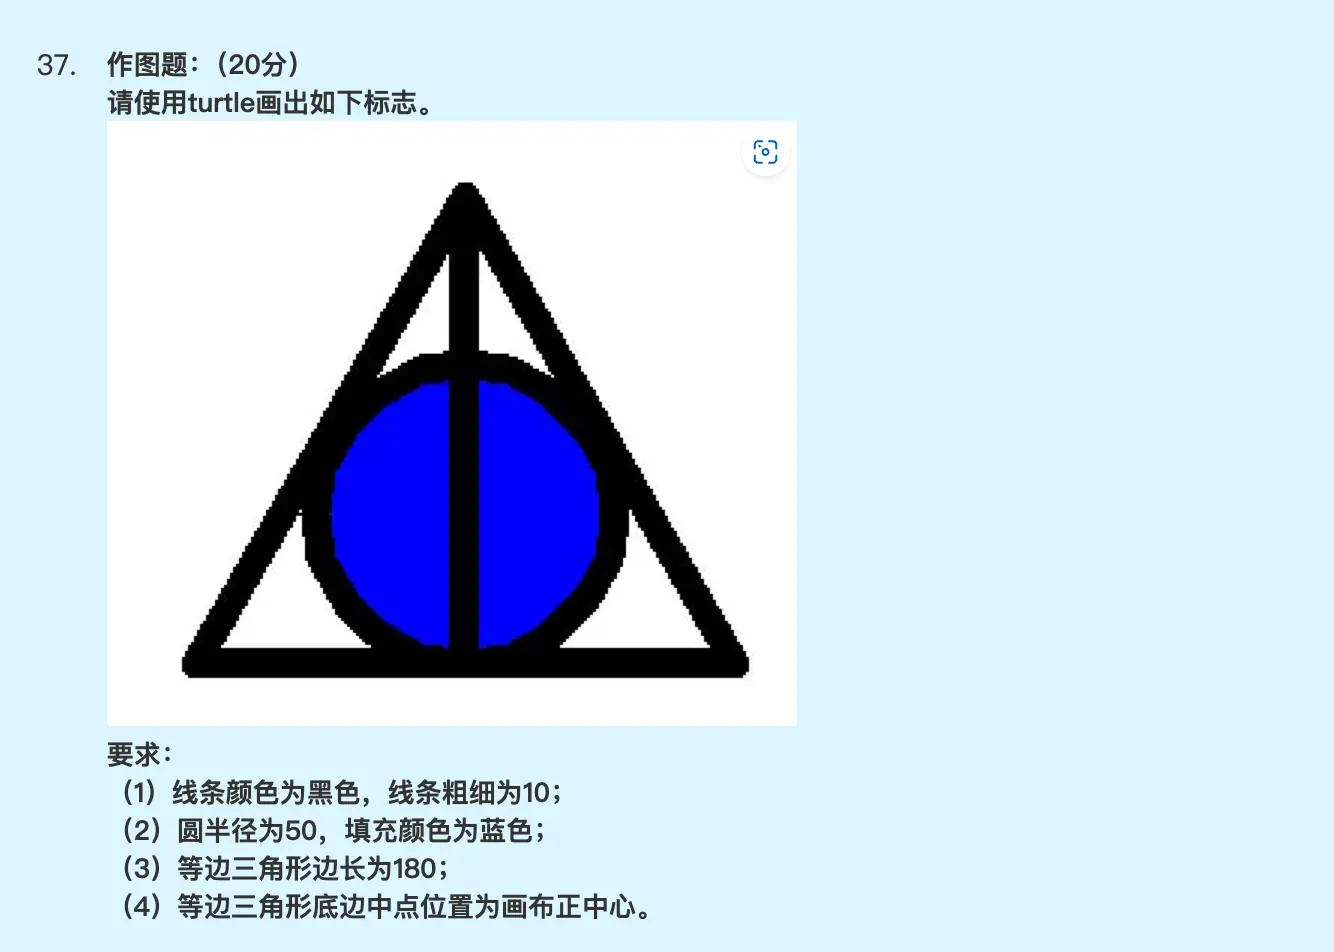 37. 作图题：（20分）
请使用turtle画出如下标志。
要求：
（1）线条颜色为黑色，线条粗细为10；
（2）圆半径为50，填充颜色为蓝色；
（3）等边三角形边长为180；
（4）等边三角形底边中点位置为画布正中心。